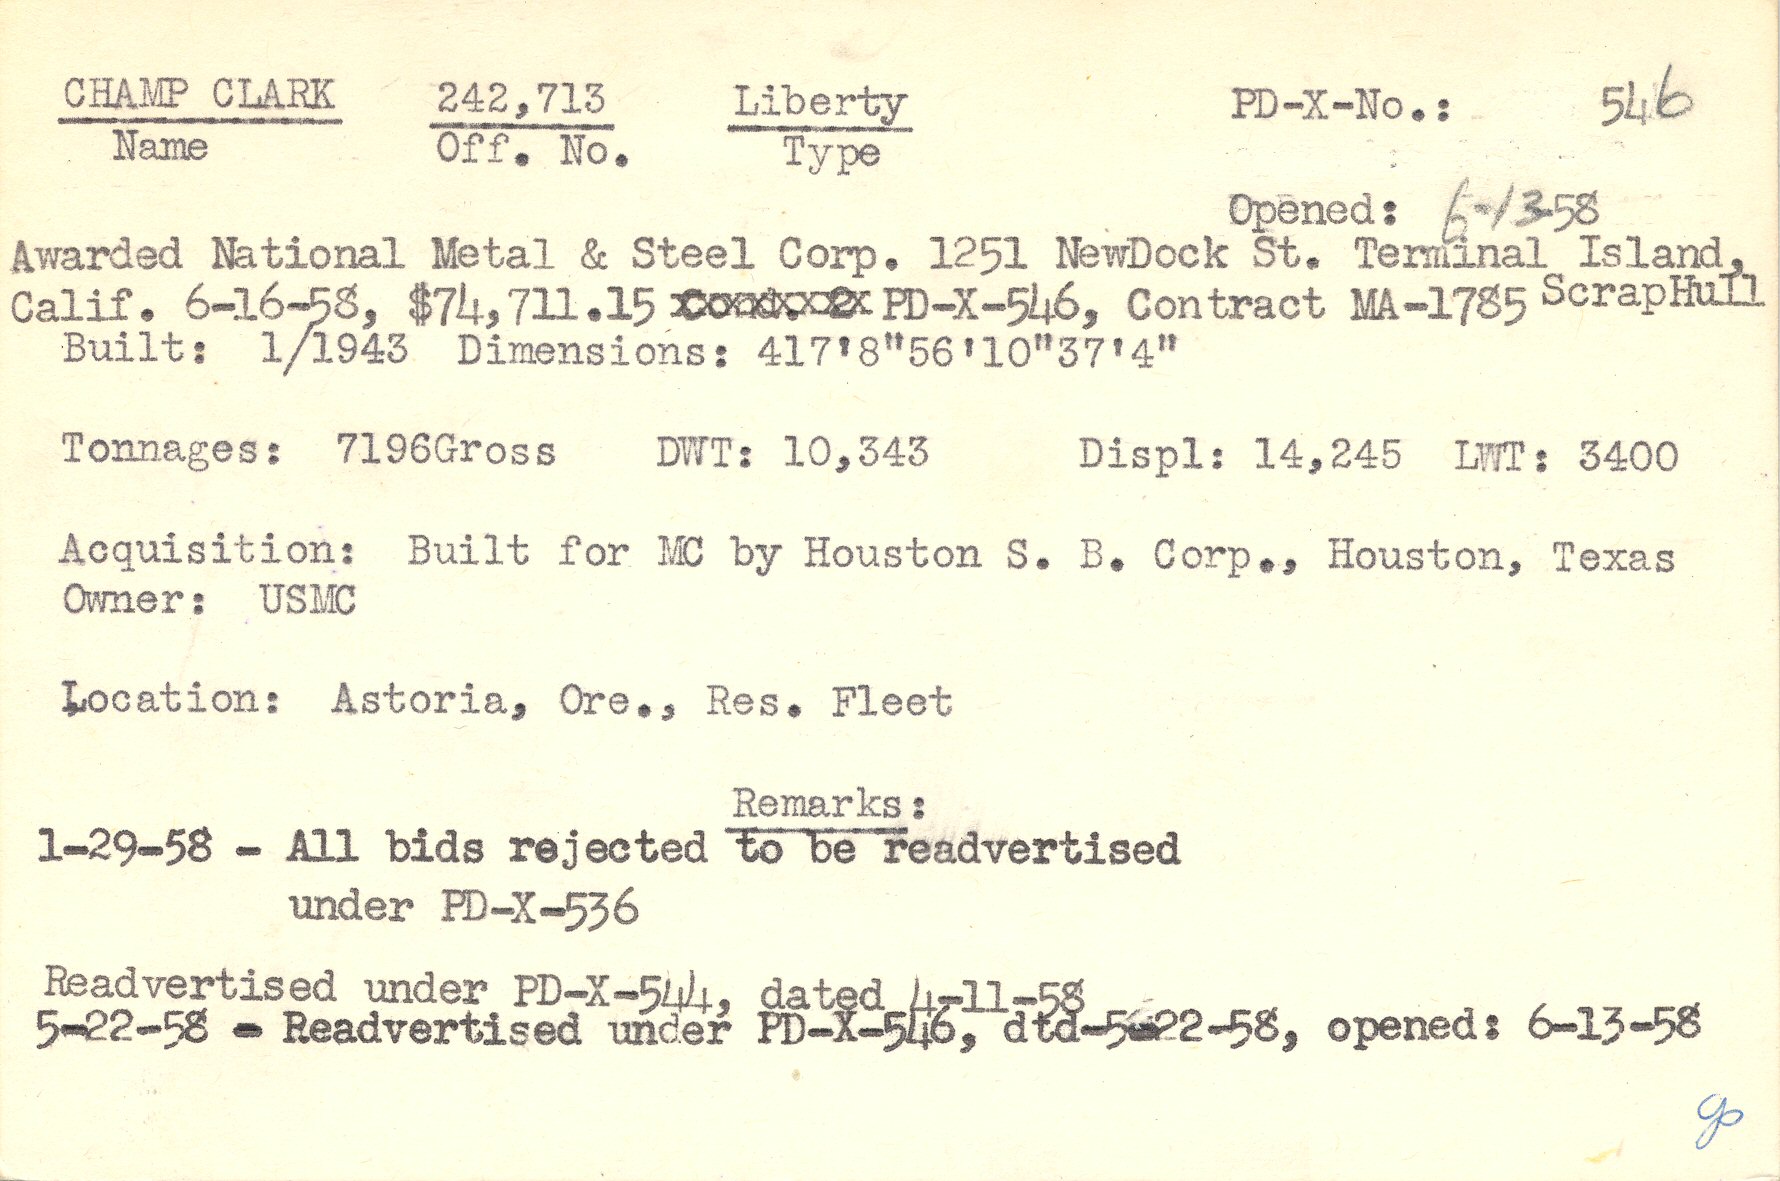 CHAMP CLARK 242,713 Liberty PD-X-No.: 546
Name Off. No. Type
Opened: 6-13-58
Awarded National Metal & Steel Corp. 1251 NewDock St. Terminal Island,
Calif. 6-16-58, $74,711.15 PD-X-546, Contract MA-1785 ScrapHull
Built: 1/1943 Dimensions: 417'8"56'10"37'4"
Tonnages: 7196Gross DWT: 10,343 Displ: 14,245 LWT: 3400
Acquisition: Built for MC by Houston S. B. Corp., Houston, Texas
Owner: USMC
Location: Astoria, Ore., Res. Fleet
Remarks:
1-29-58 - All bids rejected to be readvertised
under PD-X-536
Readvertised under PD-X-544, dated 4-11-58
5-22-58 - Readvertised under PD-X-546, dtd-5-22-58, opened: 6-13-58